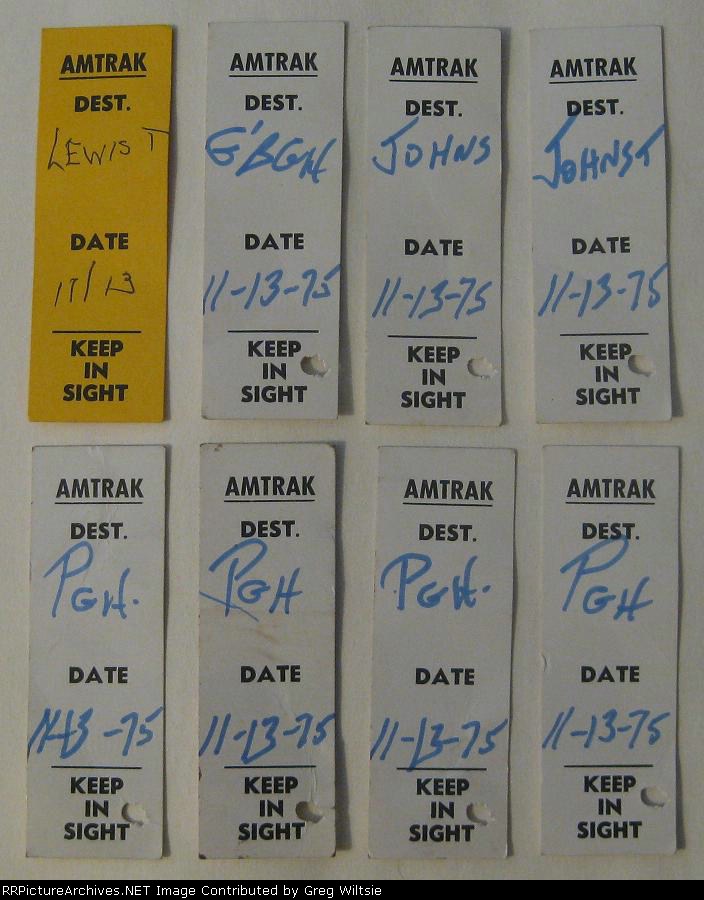 AMTRAK
DEST.
LEWIST
DATE
11/13
KEEP
IN
SIGHT
AMTRAK
DEST.
G'BGH
DATE
11-13-75
KEEP
IN
SIGHT
AMTRAK
DEST.
JOHNS
DATE
11-13-75
KEEP
IN
SIGHT
AMTRAK
DEST.
JOHNST
DATE
11-13-75
KEEP
IN
SIGHT
AMTRAK
DEST.
PGH.
DATE
11-13-75
KEEP
IN
SIGHT
AMTRAK
DEST.
PGH
DATE
11-13-75
KEEP
IN
SIGHT
AMTRAK
DEST.
PGH.
DATE
11-13-75
KEEP
IN
SIGHT
AMTRAK
DEST.
PGH
DATE
11-13-75
KEEP
IN
SIGHT
RRPictureArchives.NET Image Contributed by Greg Wiltsie